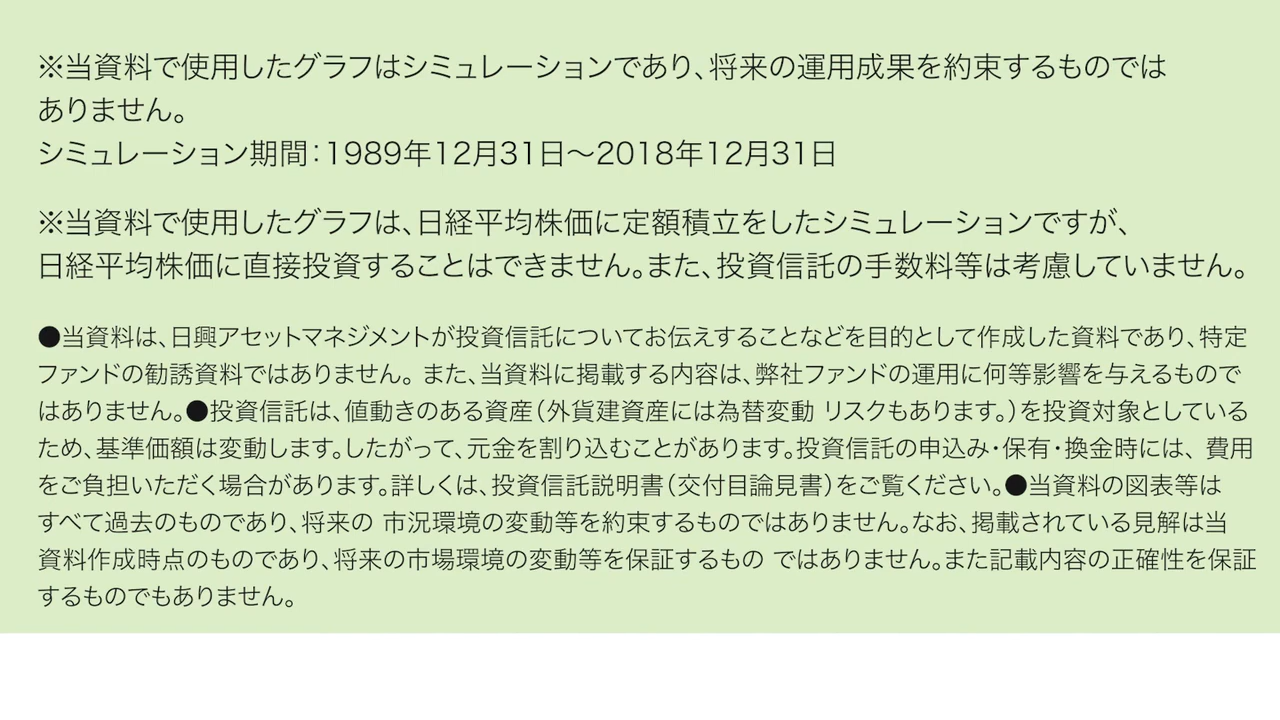 ※当資料で使用したグラフはシミュレーションであり、将来の運用成果を約束するものでは
ありません。
シミュレーション期間：1989年12月31日～2018年12月31日
※当資料で使用したグラフは、日経平均株価に定額積立をしたシミュレーションですが、
日経平均株価に直接投資することはできません。また、投資信託の手数料等は考慮していません。
●当資料は、日興アセットマネジメントが投資信託についてお伝えすることなどを目的として作成した資料であり、特定
ファンドの勧誘資料ではありません。 また、当資料に掲載する内容は、弊社ファンドの運用に何等影響を与えるもので
はありません。●投資信託は、値動きのある資産（外貨建資産には為替変動 リスクもあります。）を投資対象としている
ため、基準価額は変動します。したがって、元金を割り込むことがあります。投資信託の申込み・保有・換金時には、 費用
をご負担いただく場合があります。詳しくは、投資信託説明書（交付目論見書）をご覧ください。●当資料の図表等は
すべて過去のものであり、将来の 市況環境の変動等を約束するものではありません。なお、掲載されている見解は当
資料作成時点のものであり、将来の市場環境の変動等を保証するもの ではありません。また記載内容の正確性を保証
するものでもありません。